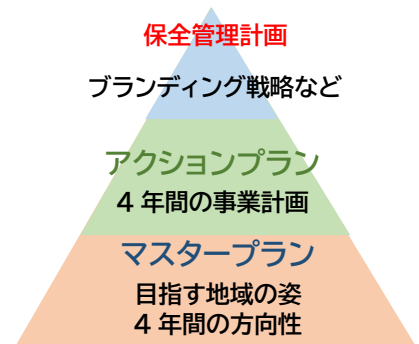 保全管理計画
ブランディング戦略など
アクションプラン
４年間の事業計画
マスタープラン
目指す地域の姿
４年間の方向性